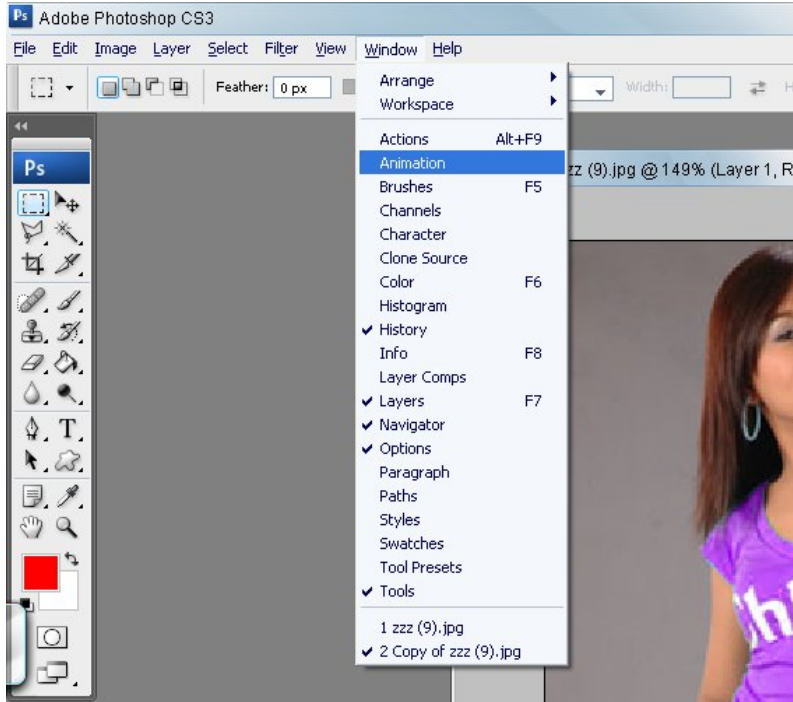 Ps Adobe Photoshop CS3
File Edit Image Layer Select Filter View Window Help
Feather: 0 px Width: H
Arrange
Workspace
Actions Alt+F9
Ps
Animation
zz (9).jpg @ 149% (Layer 1, R
Brushes F5
Channels
Character
Clone Source
Color F6
Histogram
History
Info F8
Layer Comps
Layers F7
Navigator
T
Options
Paragraph
Paths
Styles
Swatches
Tool Presets
Tools
1 zzz (9).jpg
2 Copy of zzz (9).jpg